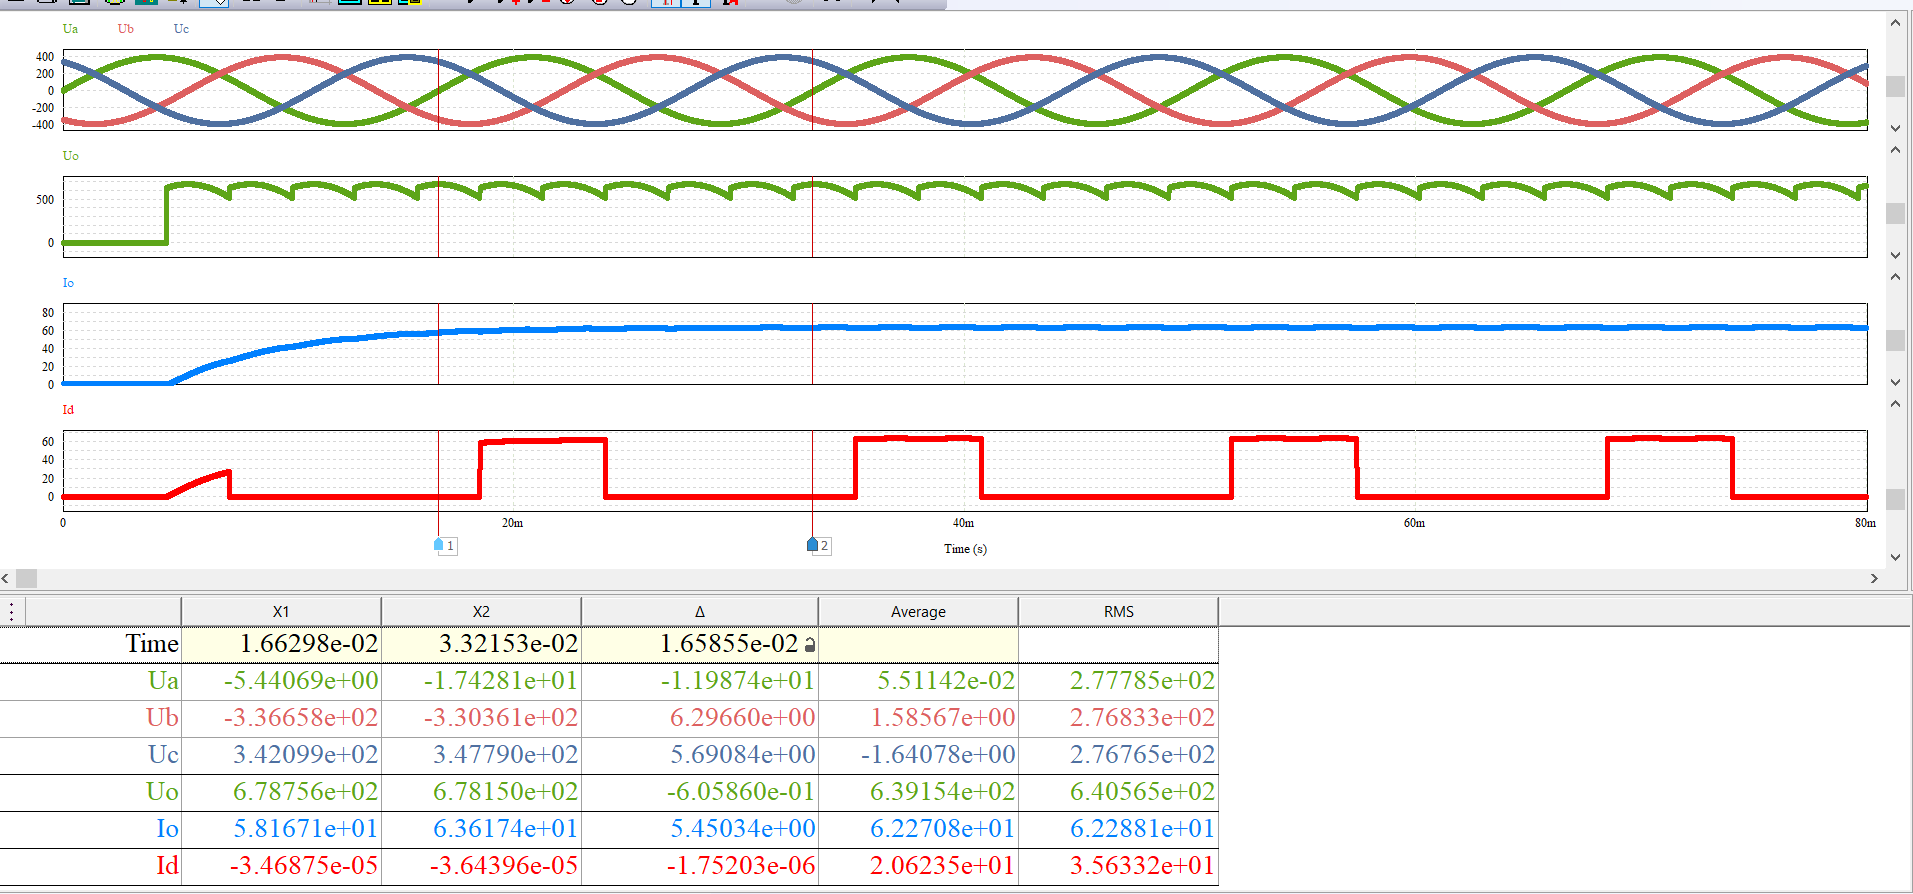 Ua Ub Uc
400
200
0
-200
-400
Uo
500
0
Io
80
60
40
20
0
Id
60
40
20
0
0 20m 40m 60m 80m
1 2
Time (s)
X1 X2 Δ Average RMS
Time 1.66298e-02 3.32153e-02 1.65855e-02
Ua -5.44069e+00 -1.74281e+01 -1.19874e+01 5.51142e-02 2.77785e+02
Ub -3.36658e+02 -3.30361e+02 6.29660e+00 1.58567e+00 2.76833e+02
Uc 3.42099e+02 3.47790e+02 5.69084e+00 -1.64078e+00 2.76765e+02
Uo 6.78756e+02 6.78150e+02 -6.05860e-01 6.39154e+02 6.40565e+02
Io 5.81671e+01 6.36174e+01 5.45034e+00 6.22708e+01 6.22881e+01
Id -3.46875e-05 -3.64396e-05 -1.75203e-06 2.06235e+01 3.56332e+01